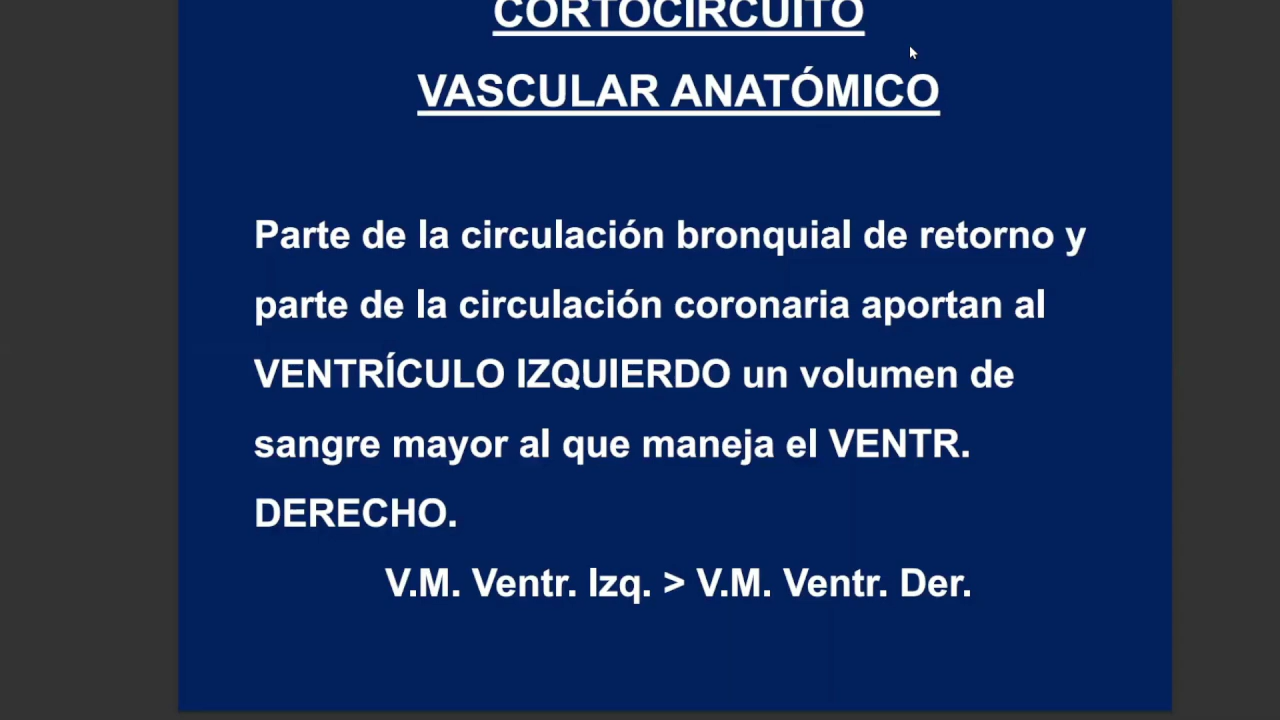 CORTOCIRCUITO
VASCULAR ANATÓMICO
Parte de la circulación bronquial de retorno y
parte de la circulación coronaria aportan al
VENTRÍCULO IZQUIERDO un volumen de
sangre mayor al que maneja el VENTR.
DERECHO.
V.M. Ventr. Izq. > V.M. Ventr. Der.